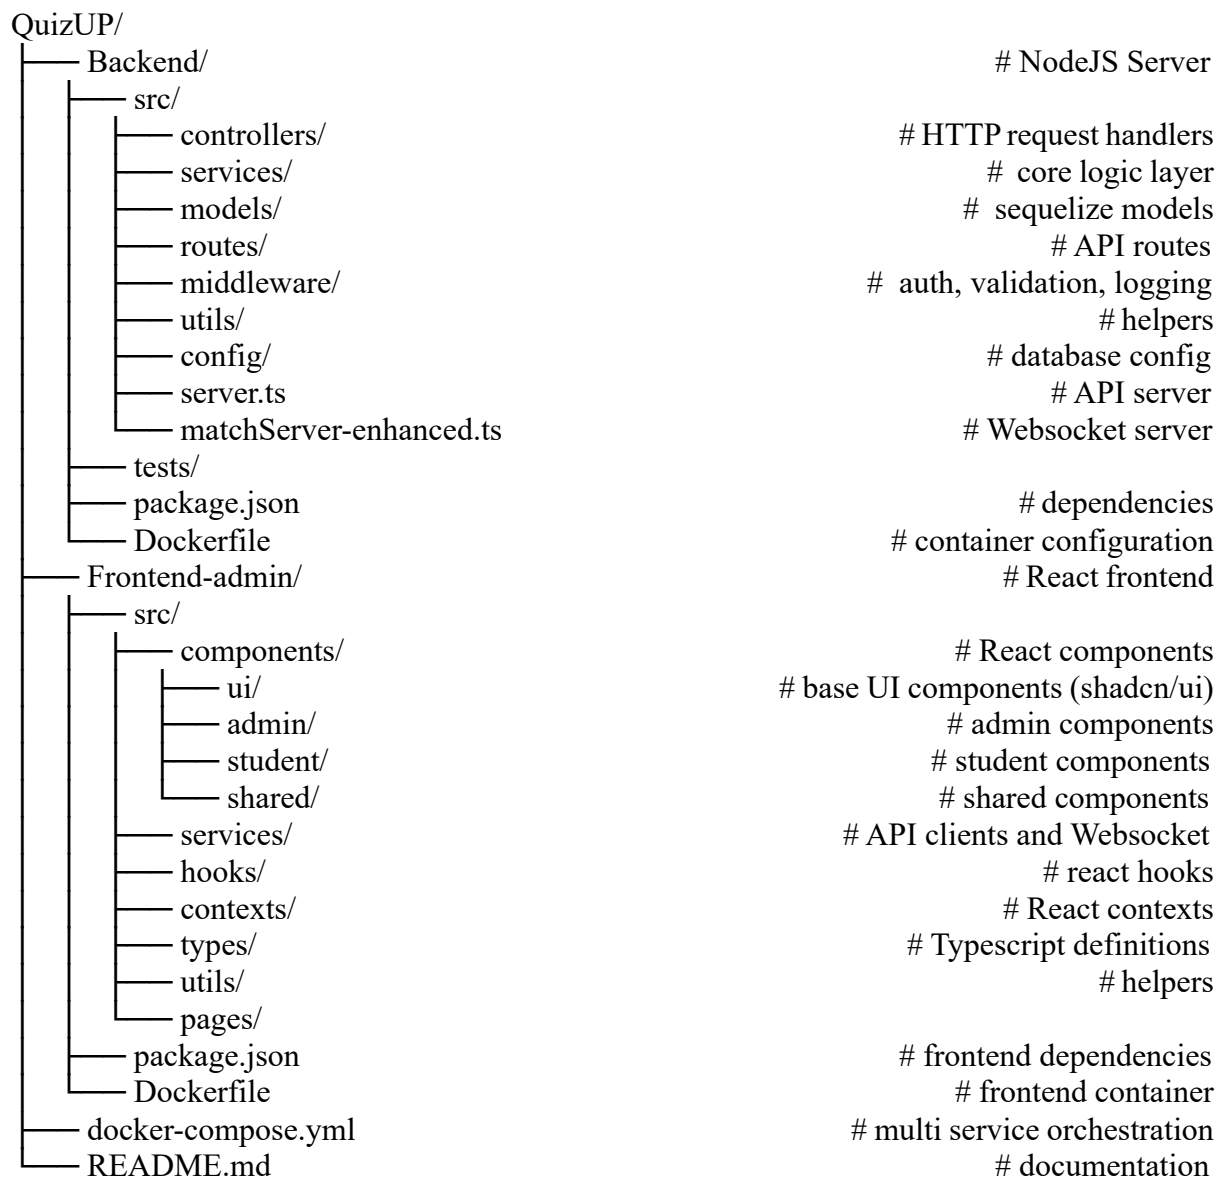 QuizUP/
Backend/ # NodeJS Server
src/
controllers/ # HTTP request handlers
services/ # core logic layer
models/ # sequelize models
routes/ # API routes
middleware/ # auth, validation, logging
utils/ # helpers
config/ # database config
server.ts # API server
matchServer-enhanced.ts # Websocket server
tests/
package.json # dependencies
Dockerfile # container configuration
Frontend-admin/ # React frontend
src/
components/ # React components
ui/ # base UI components (shadcn/ui)
admin/ # admin components
student/ # student components
shared/ # shared components
services/ # API clients and Websocket
hooks/ # react hooks
contexts/ # React contexts
types/ # Typescript definitions
utils/ # helpers
pages/
package.json # frontend dependencies
Dockerfile # frontend container
docker-compose.yml # multi service orchestration
README.md # documentation